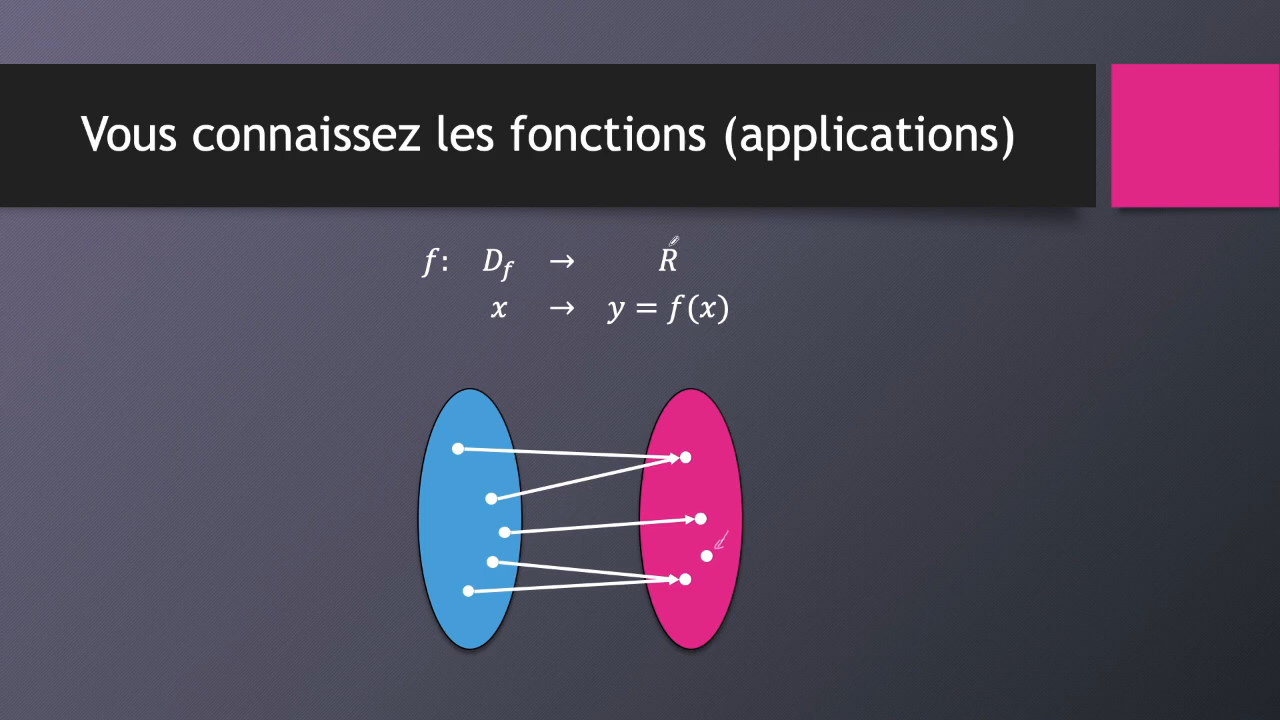 Vous connaissez les fonctions (applications)
f: D_f → R
x → y = f(x)